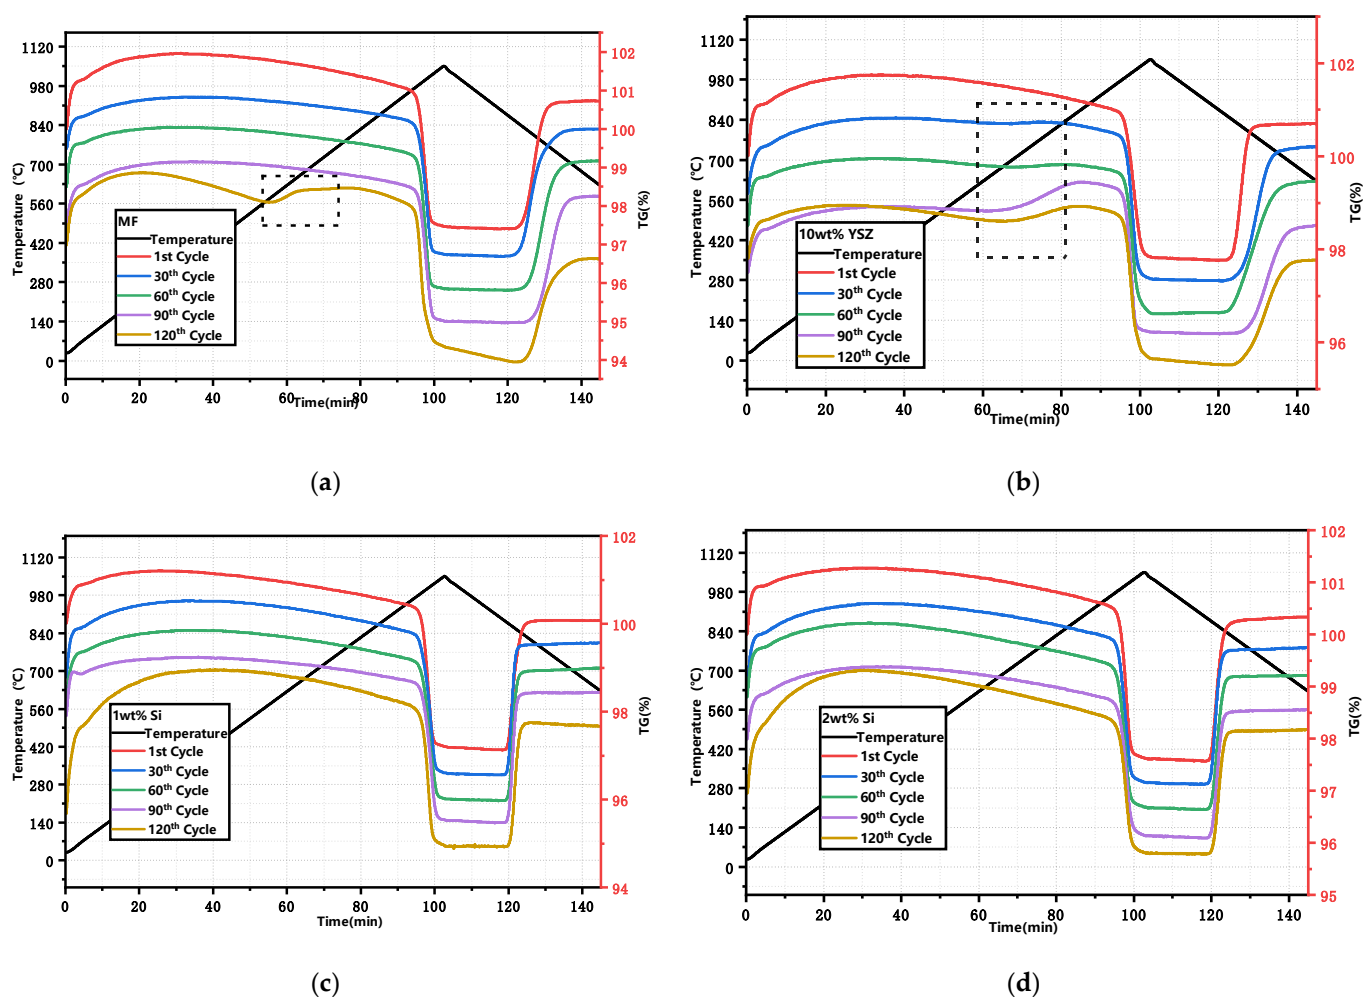 1120
980
840
700
560
420
280
140
0
Temperature (℃)
102
101
100
99
98
97
96
95
94
TG(%)
MF
Temperature
1st Cycle
30th Cycle
60th Cycle
90th Cycle
120th Cycle
0 20 40 60 80 100 120 140
Time(min)
(a)
1120
980
840
700
560
420
280
140
0
Temperature (℃)
102
100
98
96
TG(%)
10wt% YSZ
Temperature
1st Cycle
30th Cycle
60th Cycle
90th Cycle
120th Cycle
0 20 40 60 80 100 120 140
Time(min)
(b)
1120
980
840
700
560
420
280
140
0
Temperature (℃)
102
100
98
96
94
TG(%)
1wt% Si
Temperature
1st Cycle
30th Cycle
60th Cycle
90th Cycle
120th Cycle
0 20 40 60 80 100 120 140
Time(min)
(c)
1120
980
840
700
560
420
280
140
0
Temperature (℃)
102
101
100
99
98
97
96
95
TG(%)
2wt% Si
Temperature
1st Cycle
30th Cycle
60th Cycle
90th Cycle
120th Cycle
0 20 40 60 80 100 120 140
Time(min)
(d)